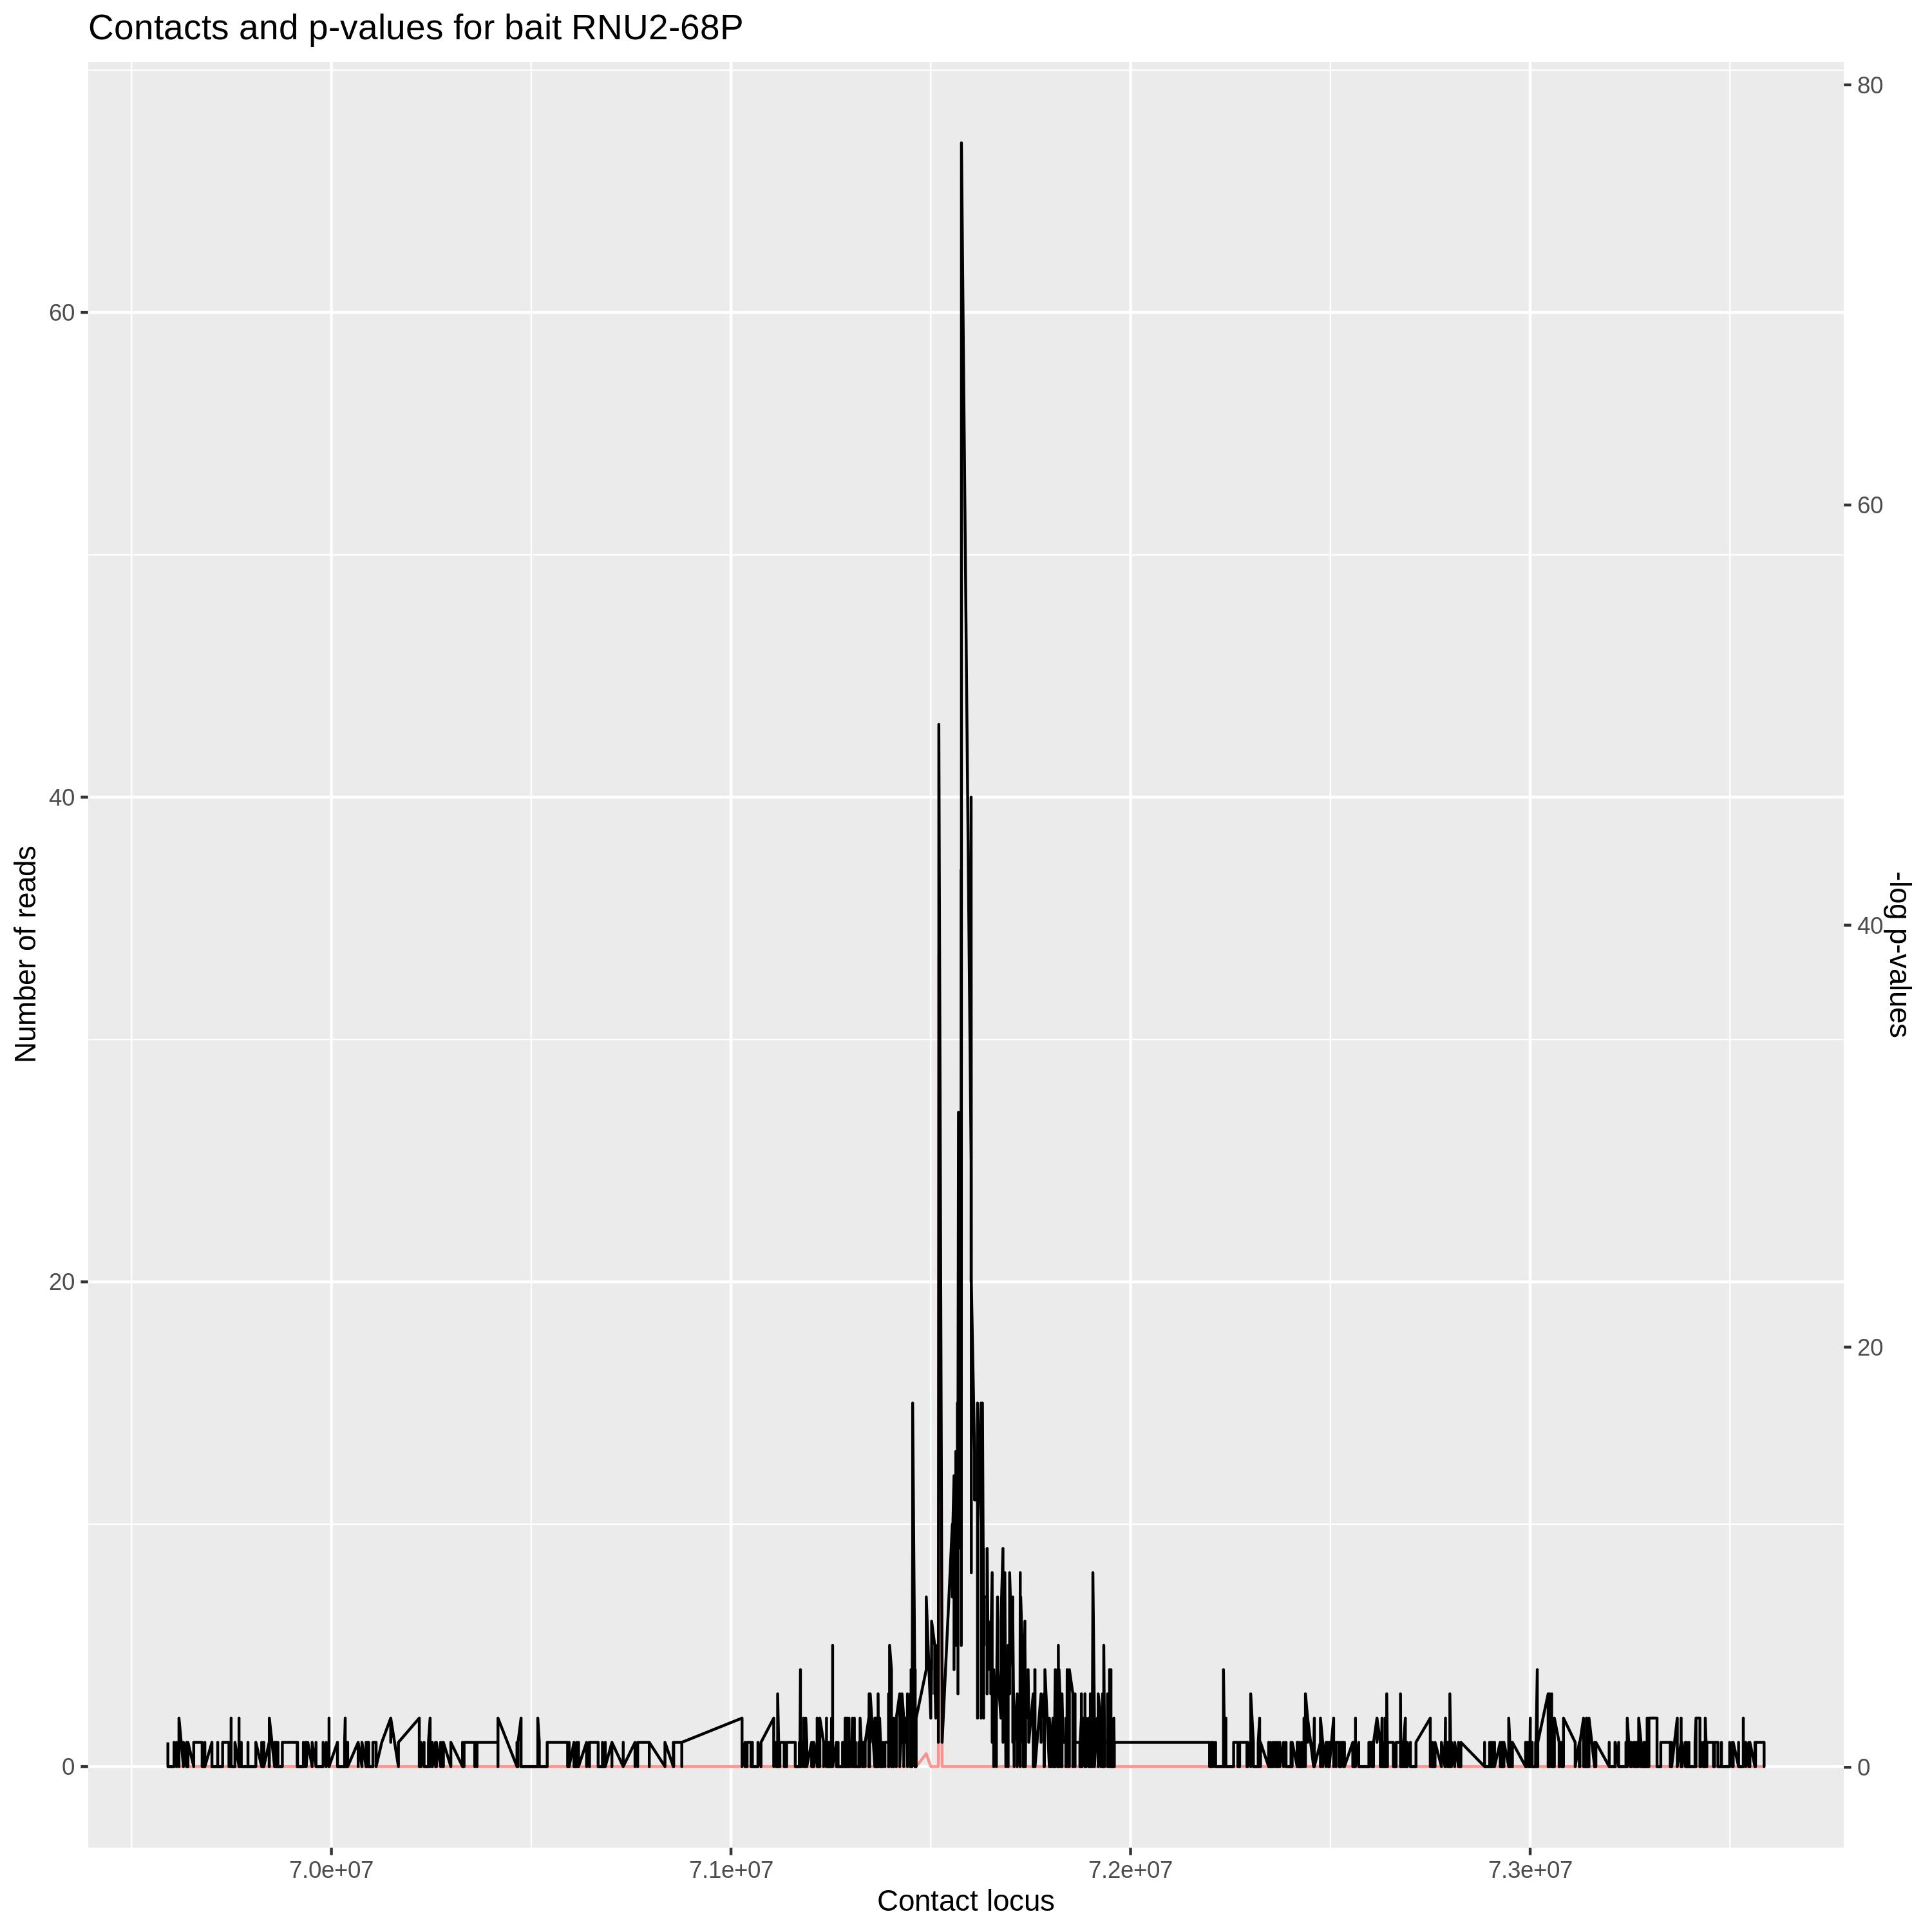 Contacts and p-values for bait RNU2-68P
80
60
60
40
40
20
20
0
0
Number of reads
-log p-values
7.0e+07
7.1e+07
7.2e+07
7.3e+07
Contact locus